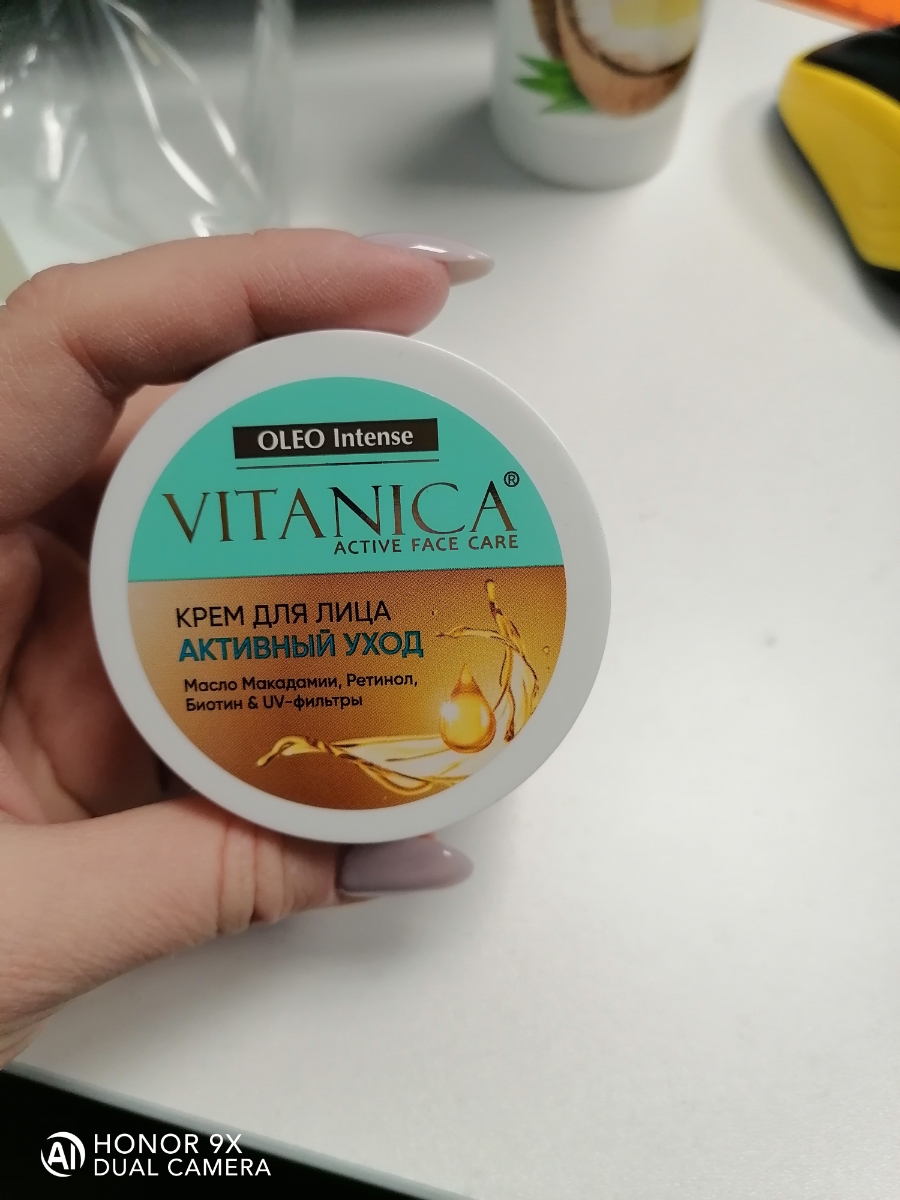 OLEO Intense
VITANICA®
ACTIVE FACE CARE
КРЕМ ДЛЯ ЛИЦА
АКТИВНЫЙ УХОД
Масло Макадамии, Ретинол,
Биотин & UV-фильтры
AI HONOR 9X
DUAL CAMERA